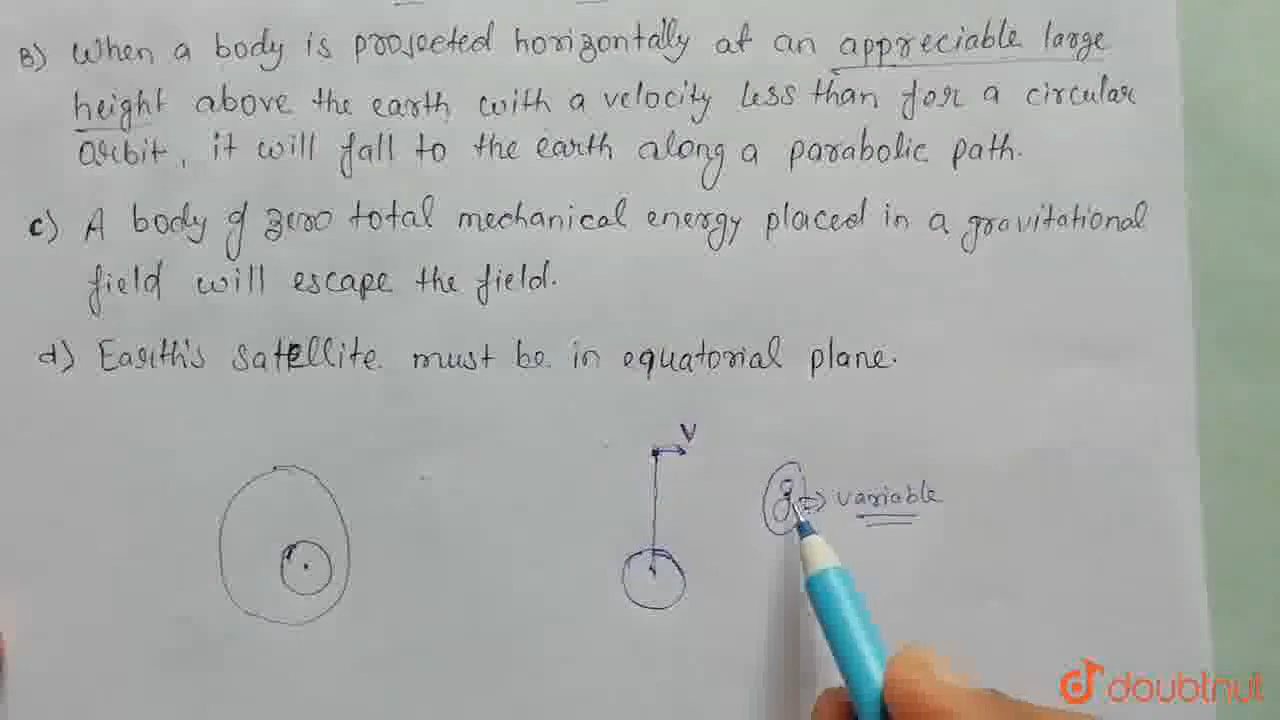 B) When a body is projected horizontally at an appreciable large
height above the earth with a velocity less than for a circular
orbit, it will fall to the earth along a parabolic path.
c) A body of zero total mechanical energy placed in a gravitational
field will escape the field.
d) Earth's satellite must be in equatorial plane.
V
g => variable
doubtnut